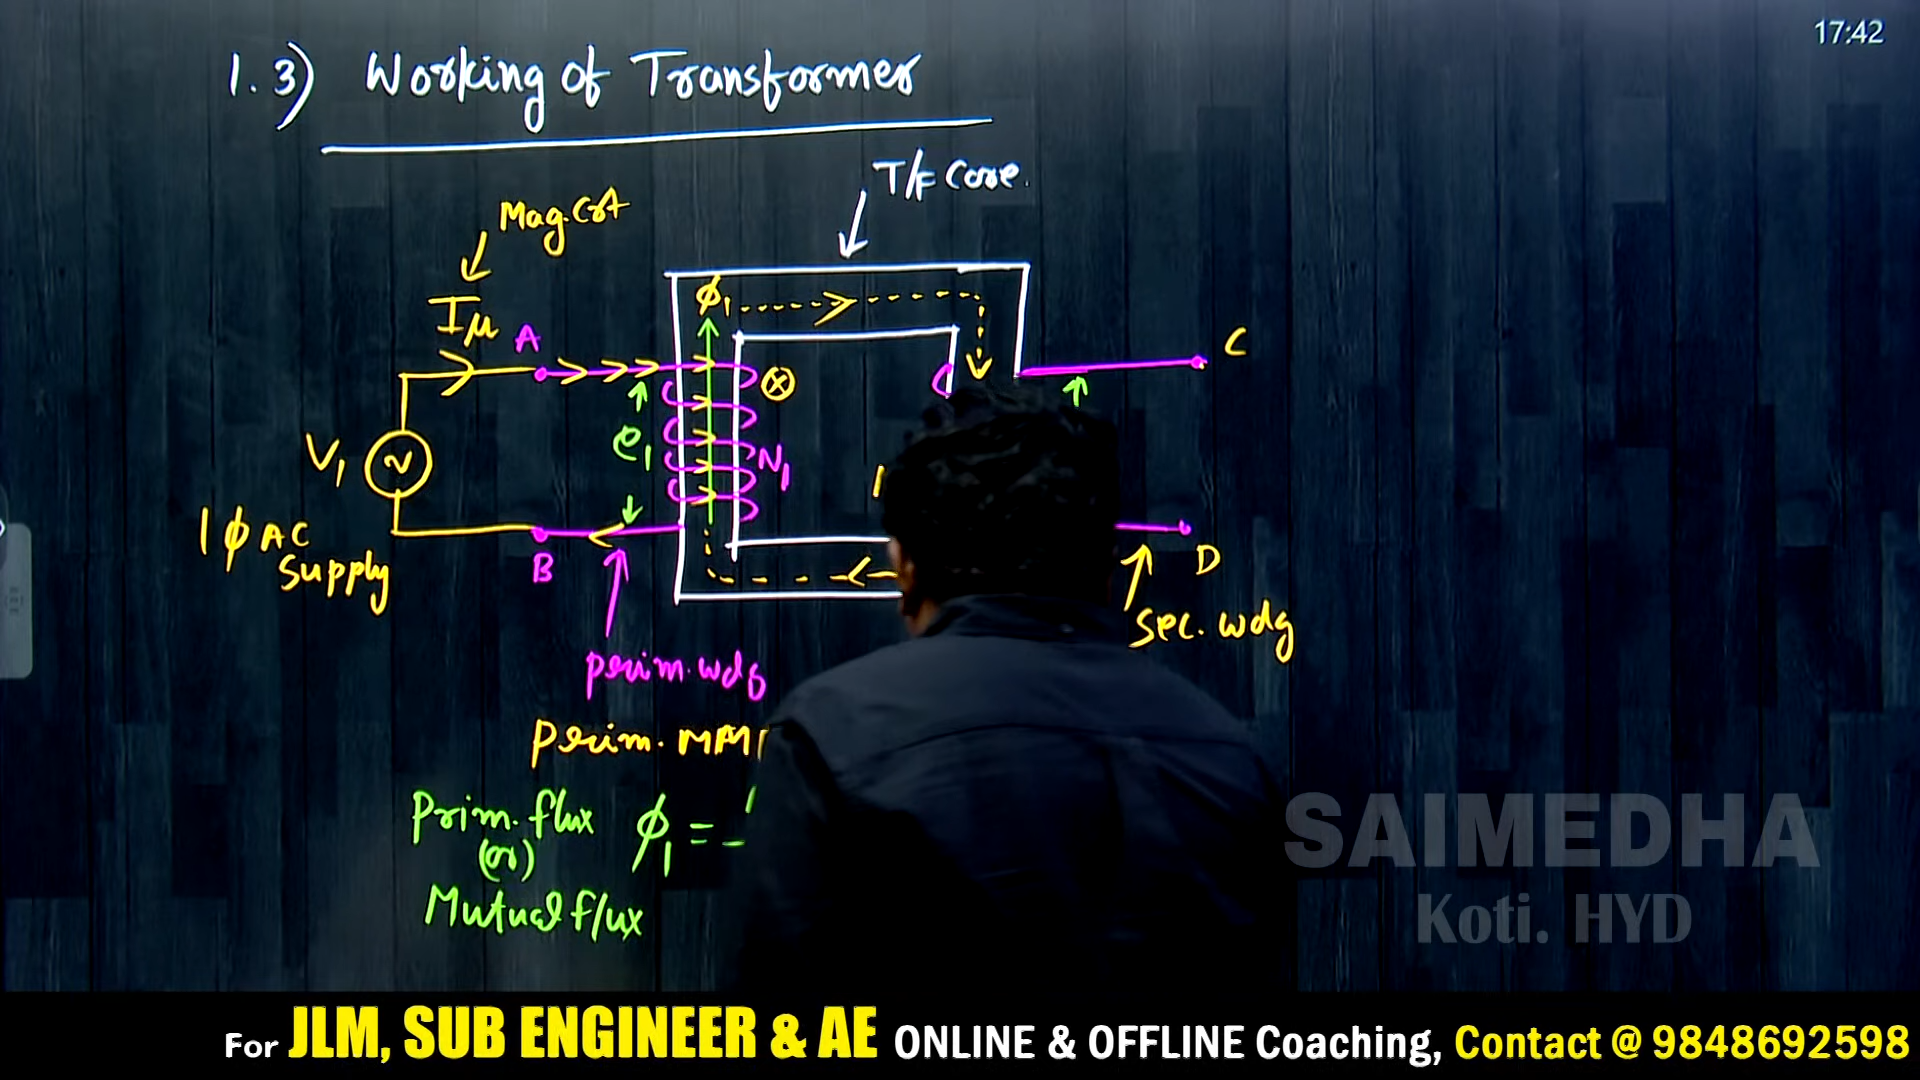 17:42
1.3) Working of Transformer
T/F Core.
Mag. Crt
Iμ
ϕ1
A
C
e1
N1
V1
1ϕ AC
Supply
B
D
Sec. wdg
prim. wdg
prim.
Prim. flux
(or)
ϕ1 =
Mutual flux
SAIMEDHA
Koti. HYD
For JLM, SUB ENGINEER & AE ONLINE & OFFLINE Coaching, Contact @ 9848692598